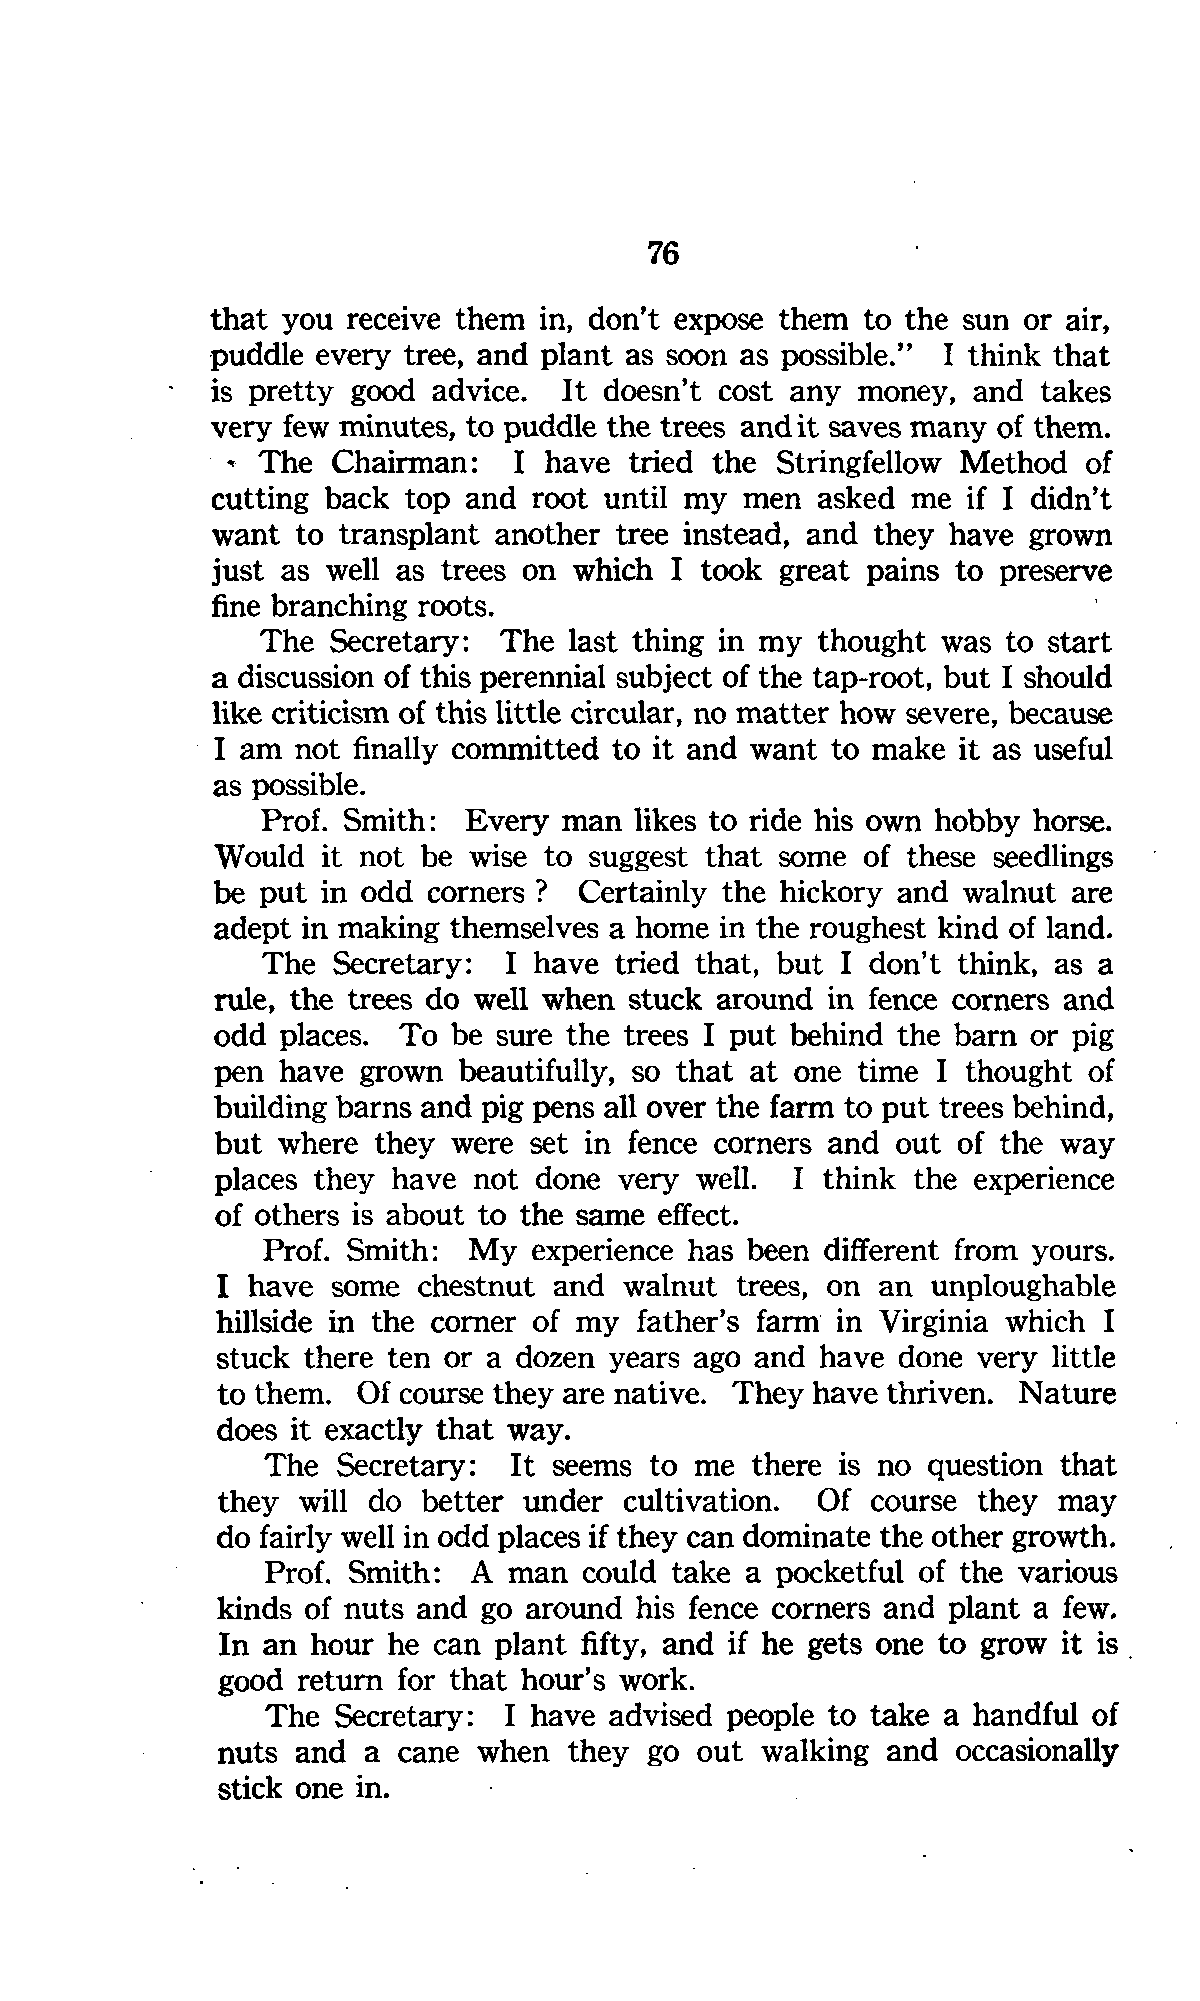 76
that you receive them in, don't expose them to the sun or air,
puddle every tree, and plant as soon as possible." I think that
is pretty good advice. It doesn't cost any money, and takes
very few minutes, to puddle the trees andit saves many of them.
The Chairman: I have tried the Stringfellow Method of
cutting back top and root until my men asked me if I didn't
want to transplant another tree instead, and they have grown
just as well as trees on which I took great pains to preserve
fine branching roots.
The Secretary: The last thing in my thought was to start
a discussion of this perennial subject of the tap-root, but I should
like criticism of this little circular, no matter how severe, because
I am not finally committed to it and want to make it as useful
as possible.
Prof. Smith: Every man likes to ride his own hobby horse.
Would it not be wise to suggest that some of these seedlings
be put in odd corners ? Certainly the hickory and walnut are
adept in making themselves a home in the roughest kind of land.
The Secretary: I have tried that, but I don't think, as a
rule, the trees do well when stuck around in fence corners and
odd places. To be sure the trees I put behind the barn or pig
pen have grown beautifully, so that at one time I thought of
building barns and pig pens all over the farm to put trees behind,
but where they were set in fence corners and out of the way
places they have not done very well. I think the experience
of others is about to the same effect.
Prof. Smith: My experience has been different from yours.
I have some chestnut and walnut trees, on an unploughable
hillside in the corner of my father's farm in Virginia which I
stuck there ten or a dozen years ago and have done very little
to them. Of course they are native. They have thriven. Nature
does it exactly that way.
The Secretary: It seems to me there is no question that
they will do better under cultivation. Of course they may
do fairly well in odd places if they can dominate the other growth.
Prof. Smith: A man could take a pocketful of the various
kinds of nuts and go around his fence corners and plant a few.
In an hour he can plant fifty, and if he gets one to grow it is
good return for that hour's work.
The Secretary: I have advised people to take a handful of
nuts and a cane when they go out walking and occasionally
stick one in.